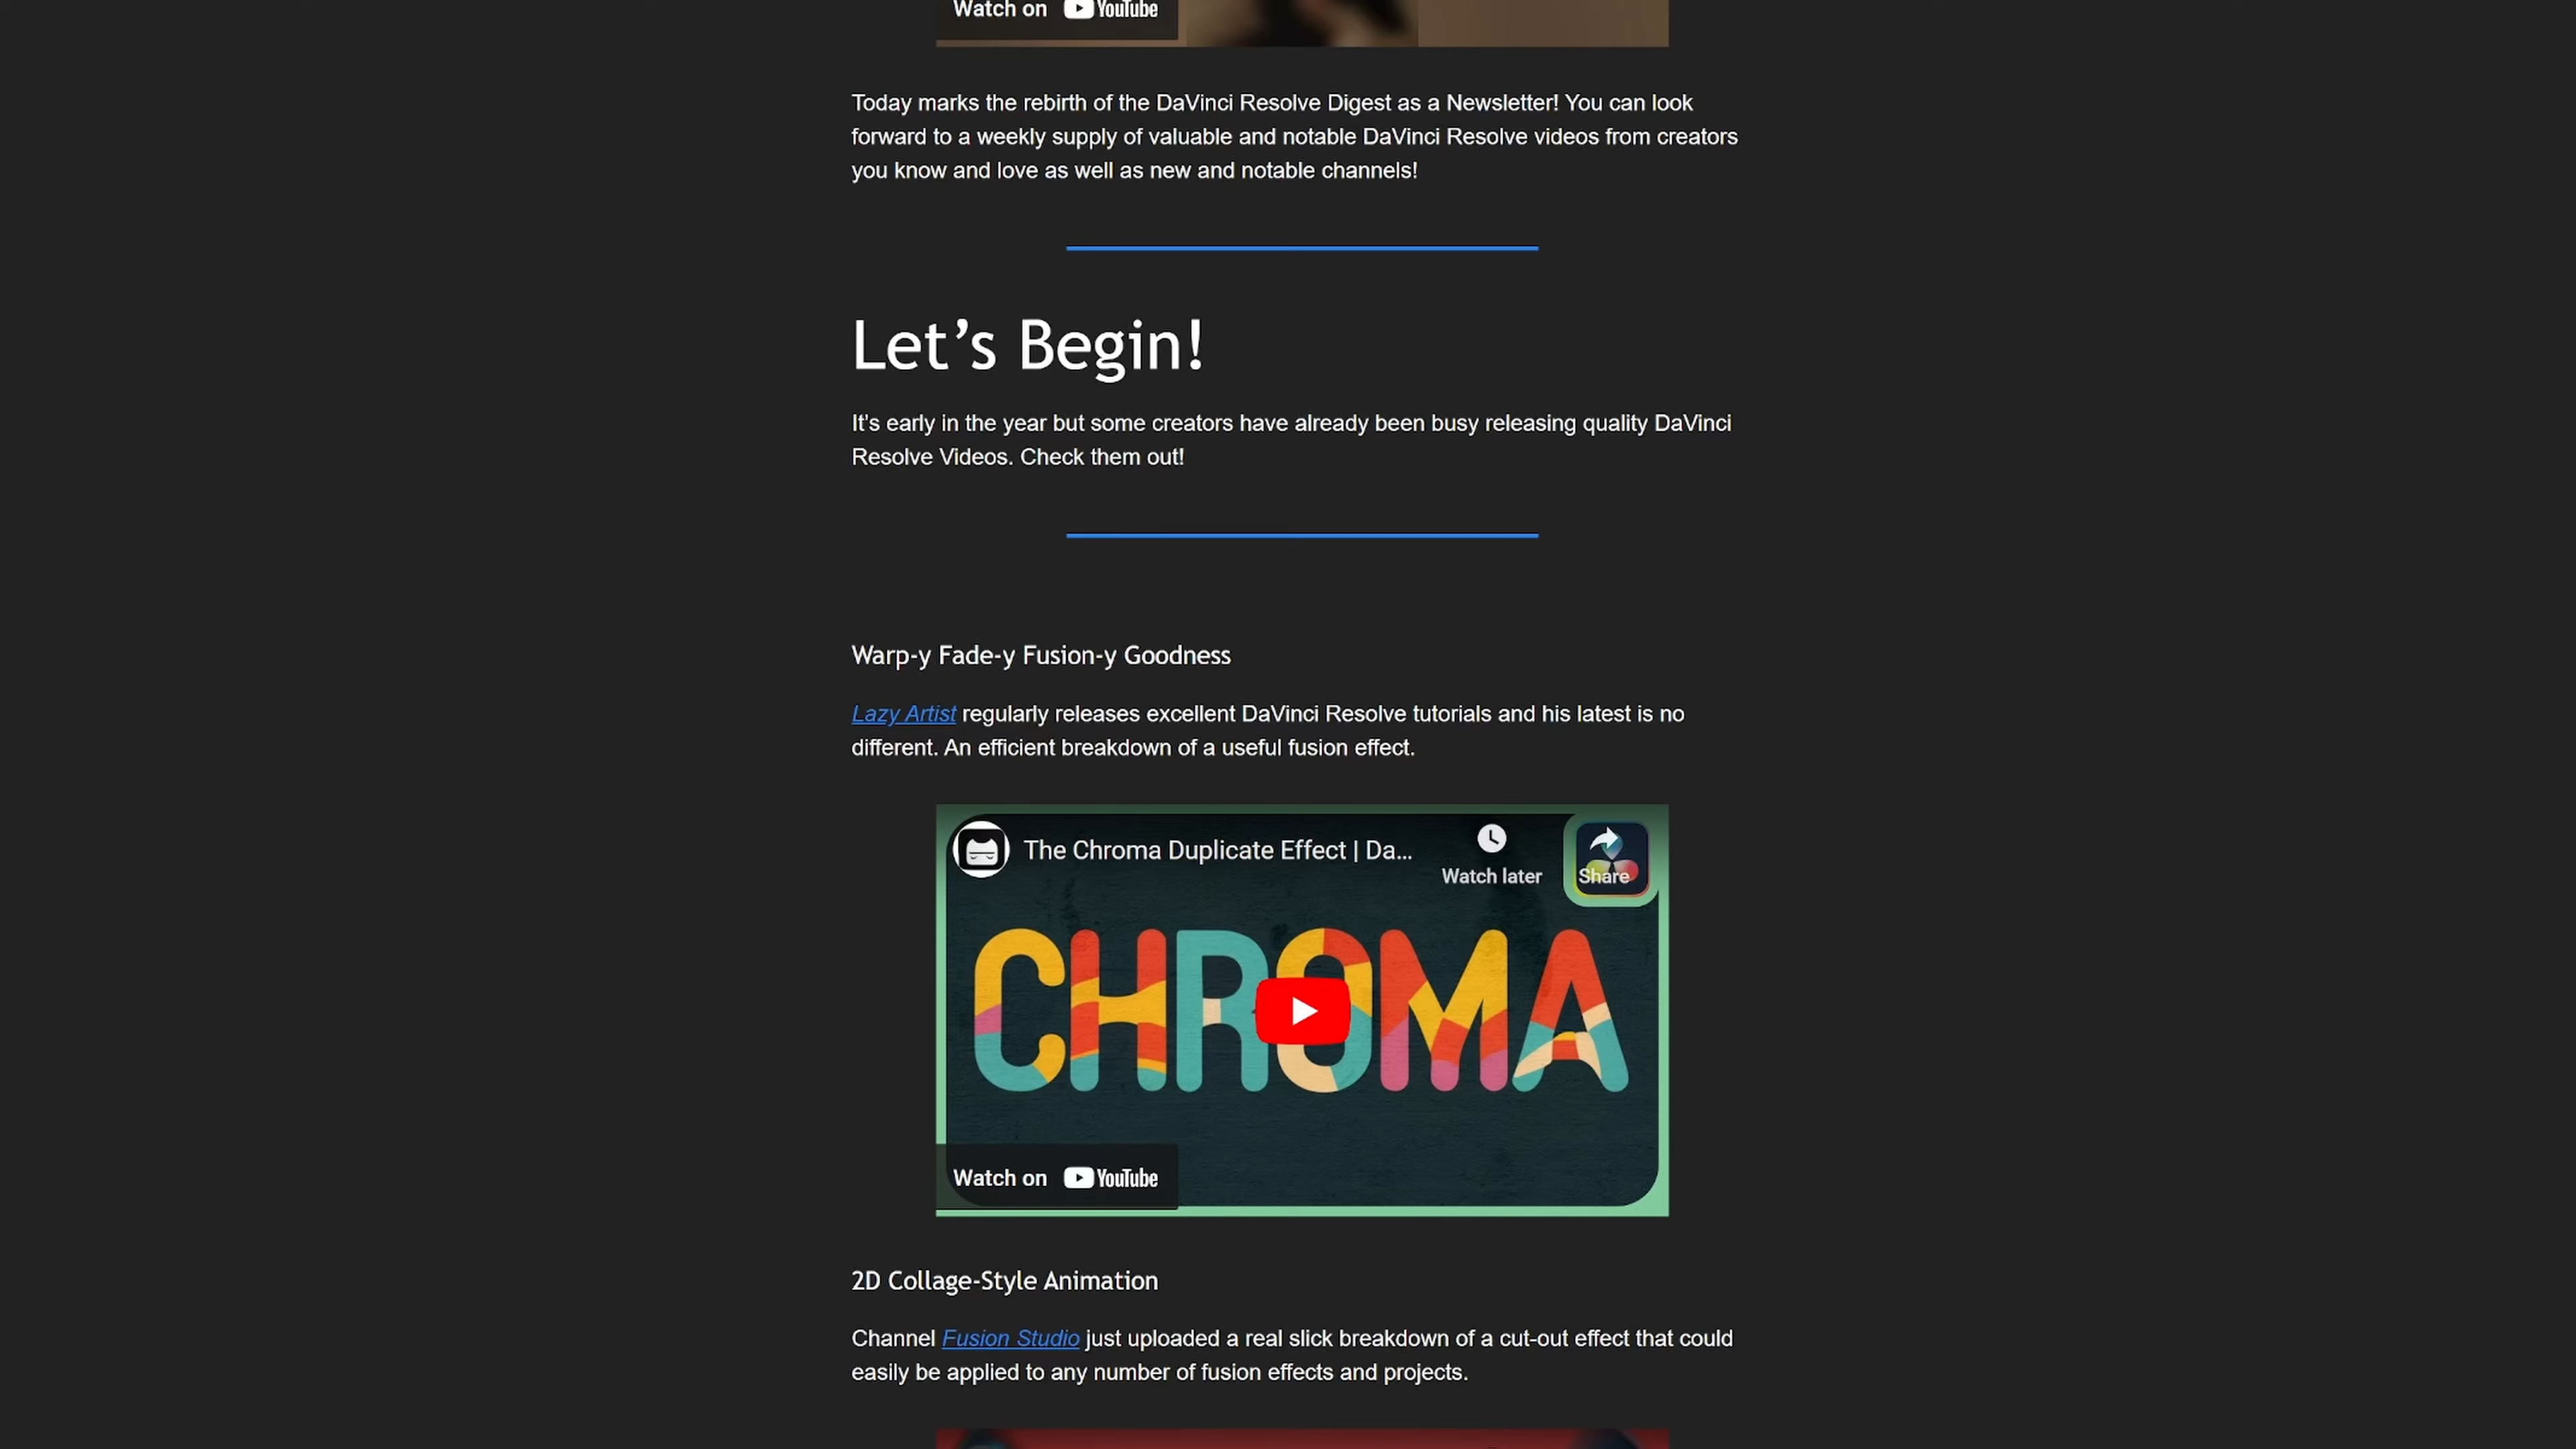 Watch on YouTube
Today marks the rebirth of the DaVinci Resolve Digest as a Newsletter! You can look
forward to a weekly supply of valuable and notable DaVinci Resolve videos from creators
you know and love as well as new and notable channels!
Let’s Begin!
It's early in the year but some creators have already been busy releasing quality DaVinci
Resolve Videos. Check them out!
Warp-y Fade-y Fusion-y Goodness
Lazy Artist regularly releases excellent DaVinci Resolve tutorials and his latest is no
different. An efficient breakdown of a useful fusion effect.
The Chroma Duplicate Effect | Da...
Watch later
Share
CHROMA
Watch on YouTube
2D Collage-Style Animation
Channel Fusion Studio just uploaded a real slick breakdown of a cut-out effect that could
easily be applied to any number of fusion effects and projects.